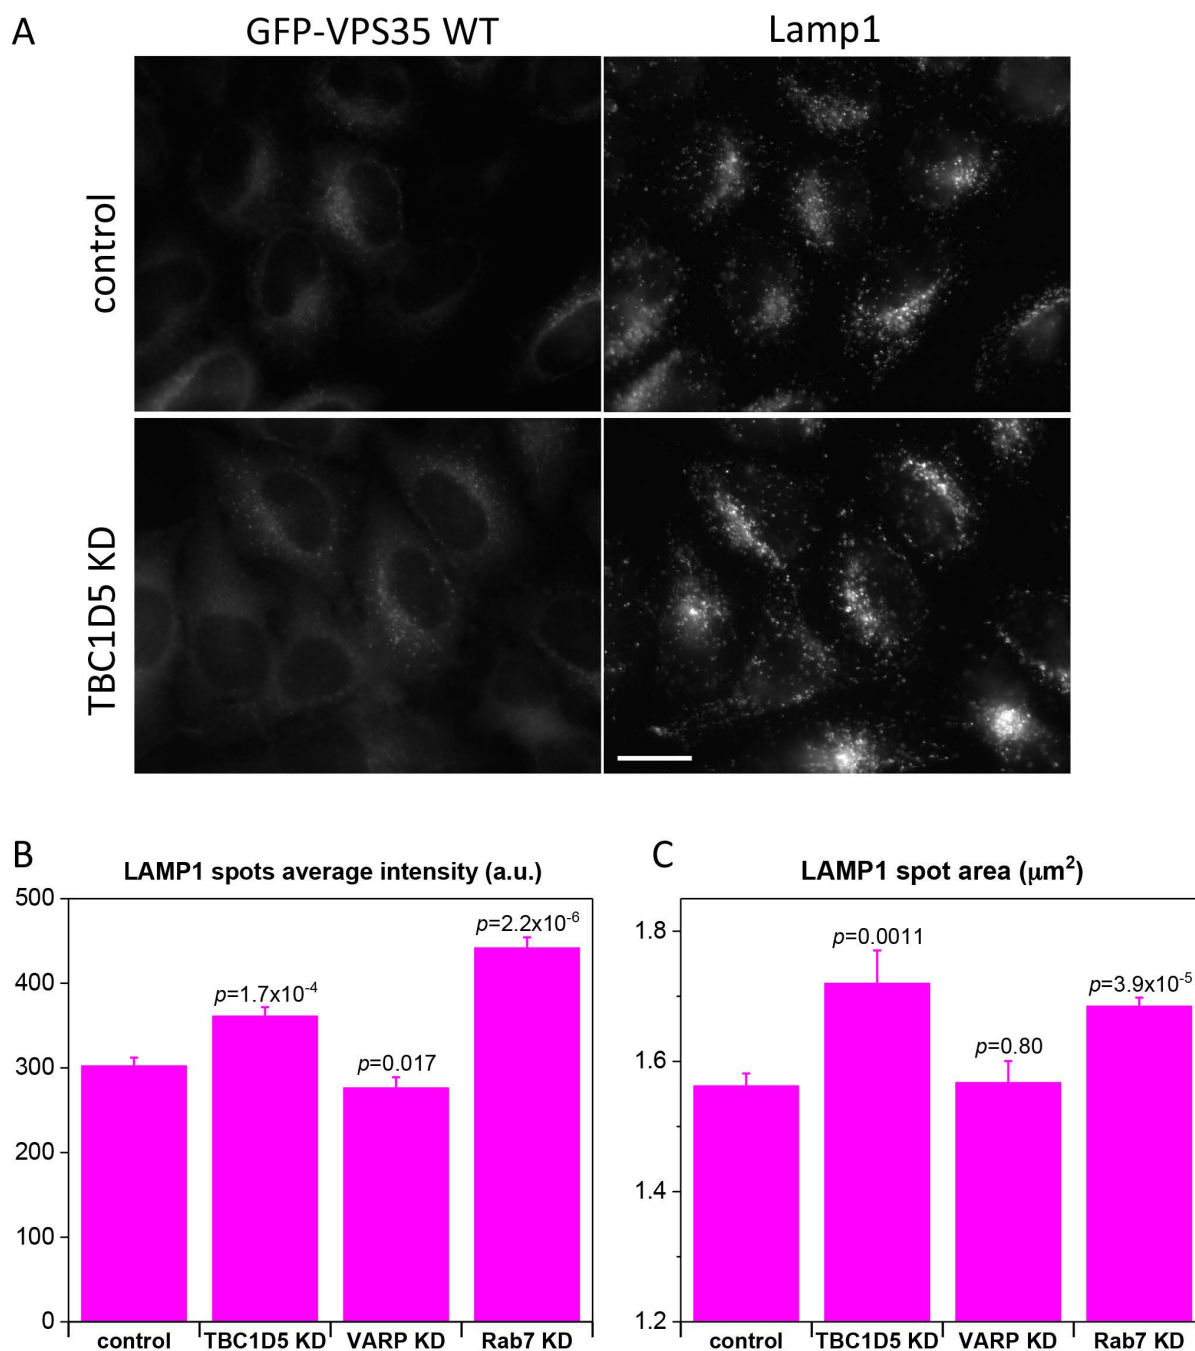 A
GFP-VPS35 WT
Lamp1
control
TBC1D5 KD
B
LAMP1 spots average intensity (a.u.)
500
400
300
200
100
0
p=1.7x10-4
p=0.017
p=2.2x10-6
control
TBC1D5 KD
VARP KD
Rab7 KD
C
LAMP1 spot area (μm2)
1.8
1.6
1.4
1.2
p=0.0011
p=0.80
p=3.9x10-5
control
TBC1D5 KD
VARP KD
Rab7 KD